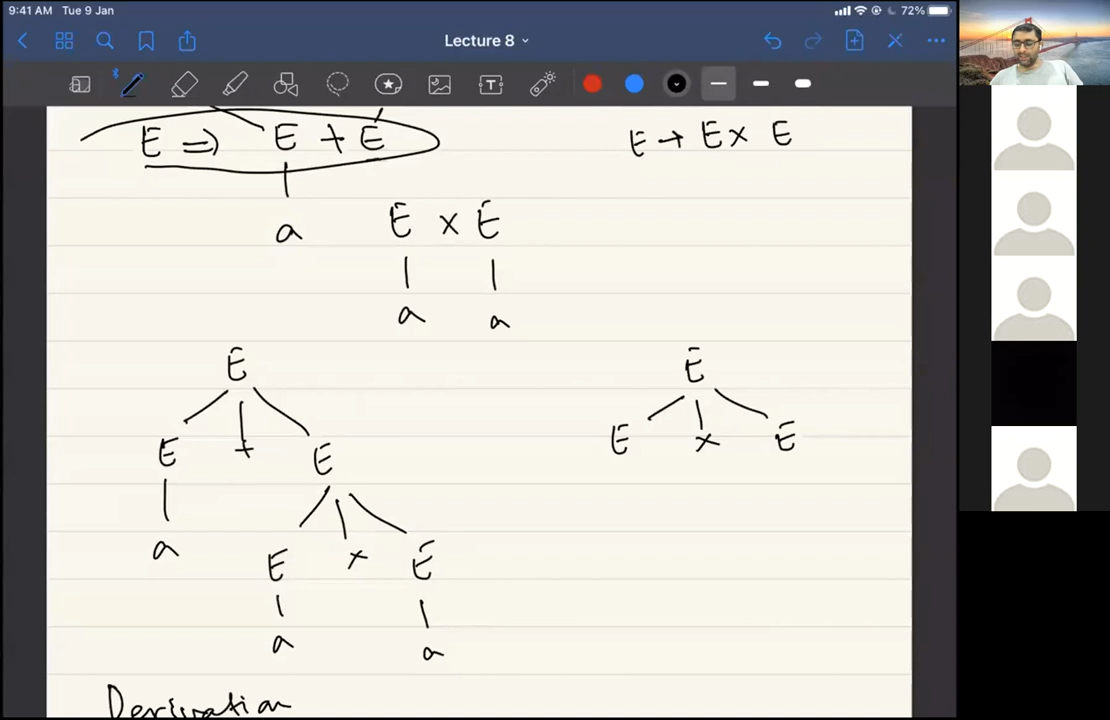 9:41 AM Tue 9 Jan
72%
Lecture 8
E ⇒ E + E
E → E x E
a
E x E
a a
E
E + E
a
E x E
a a
E
E x E
Derivation